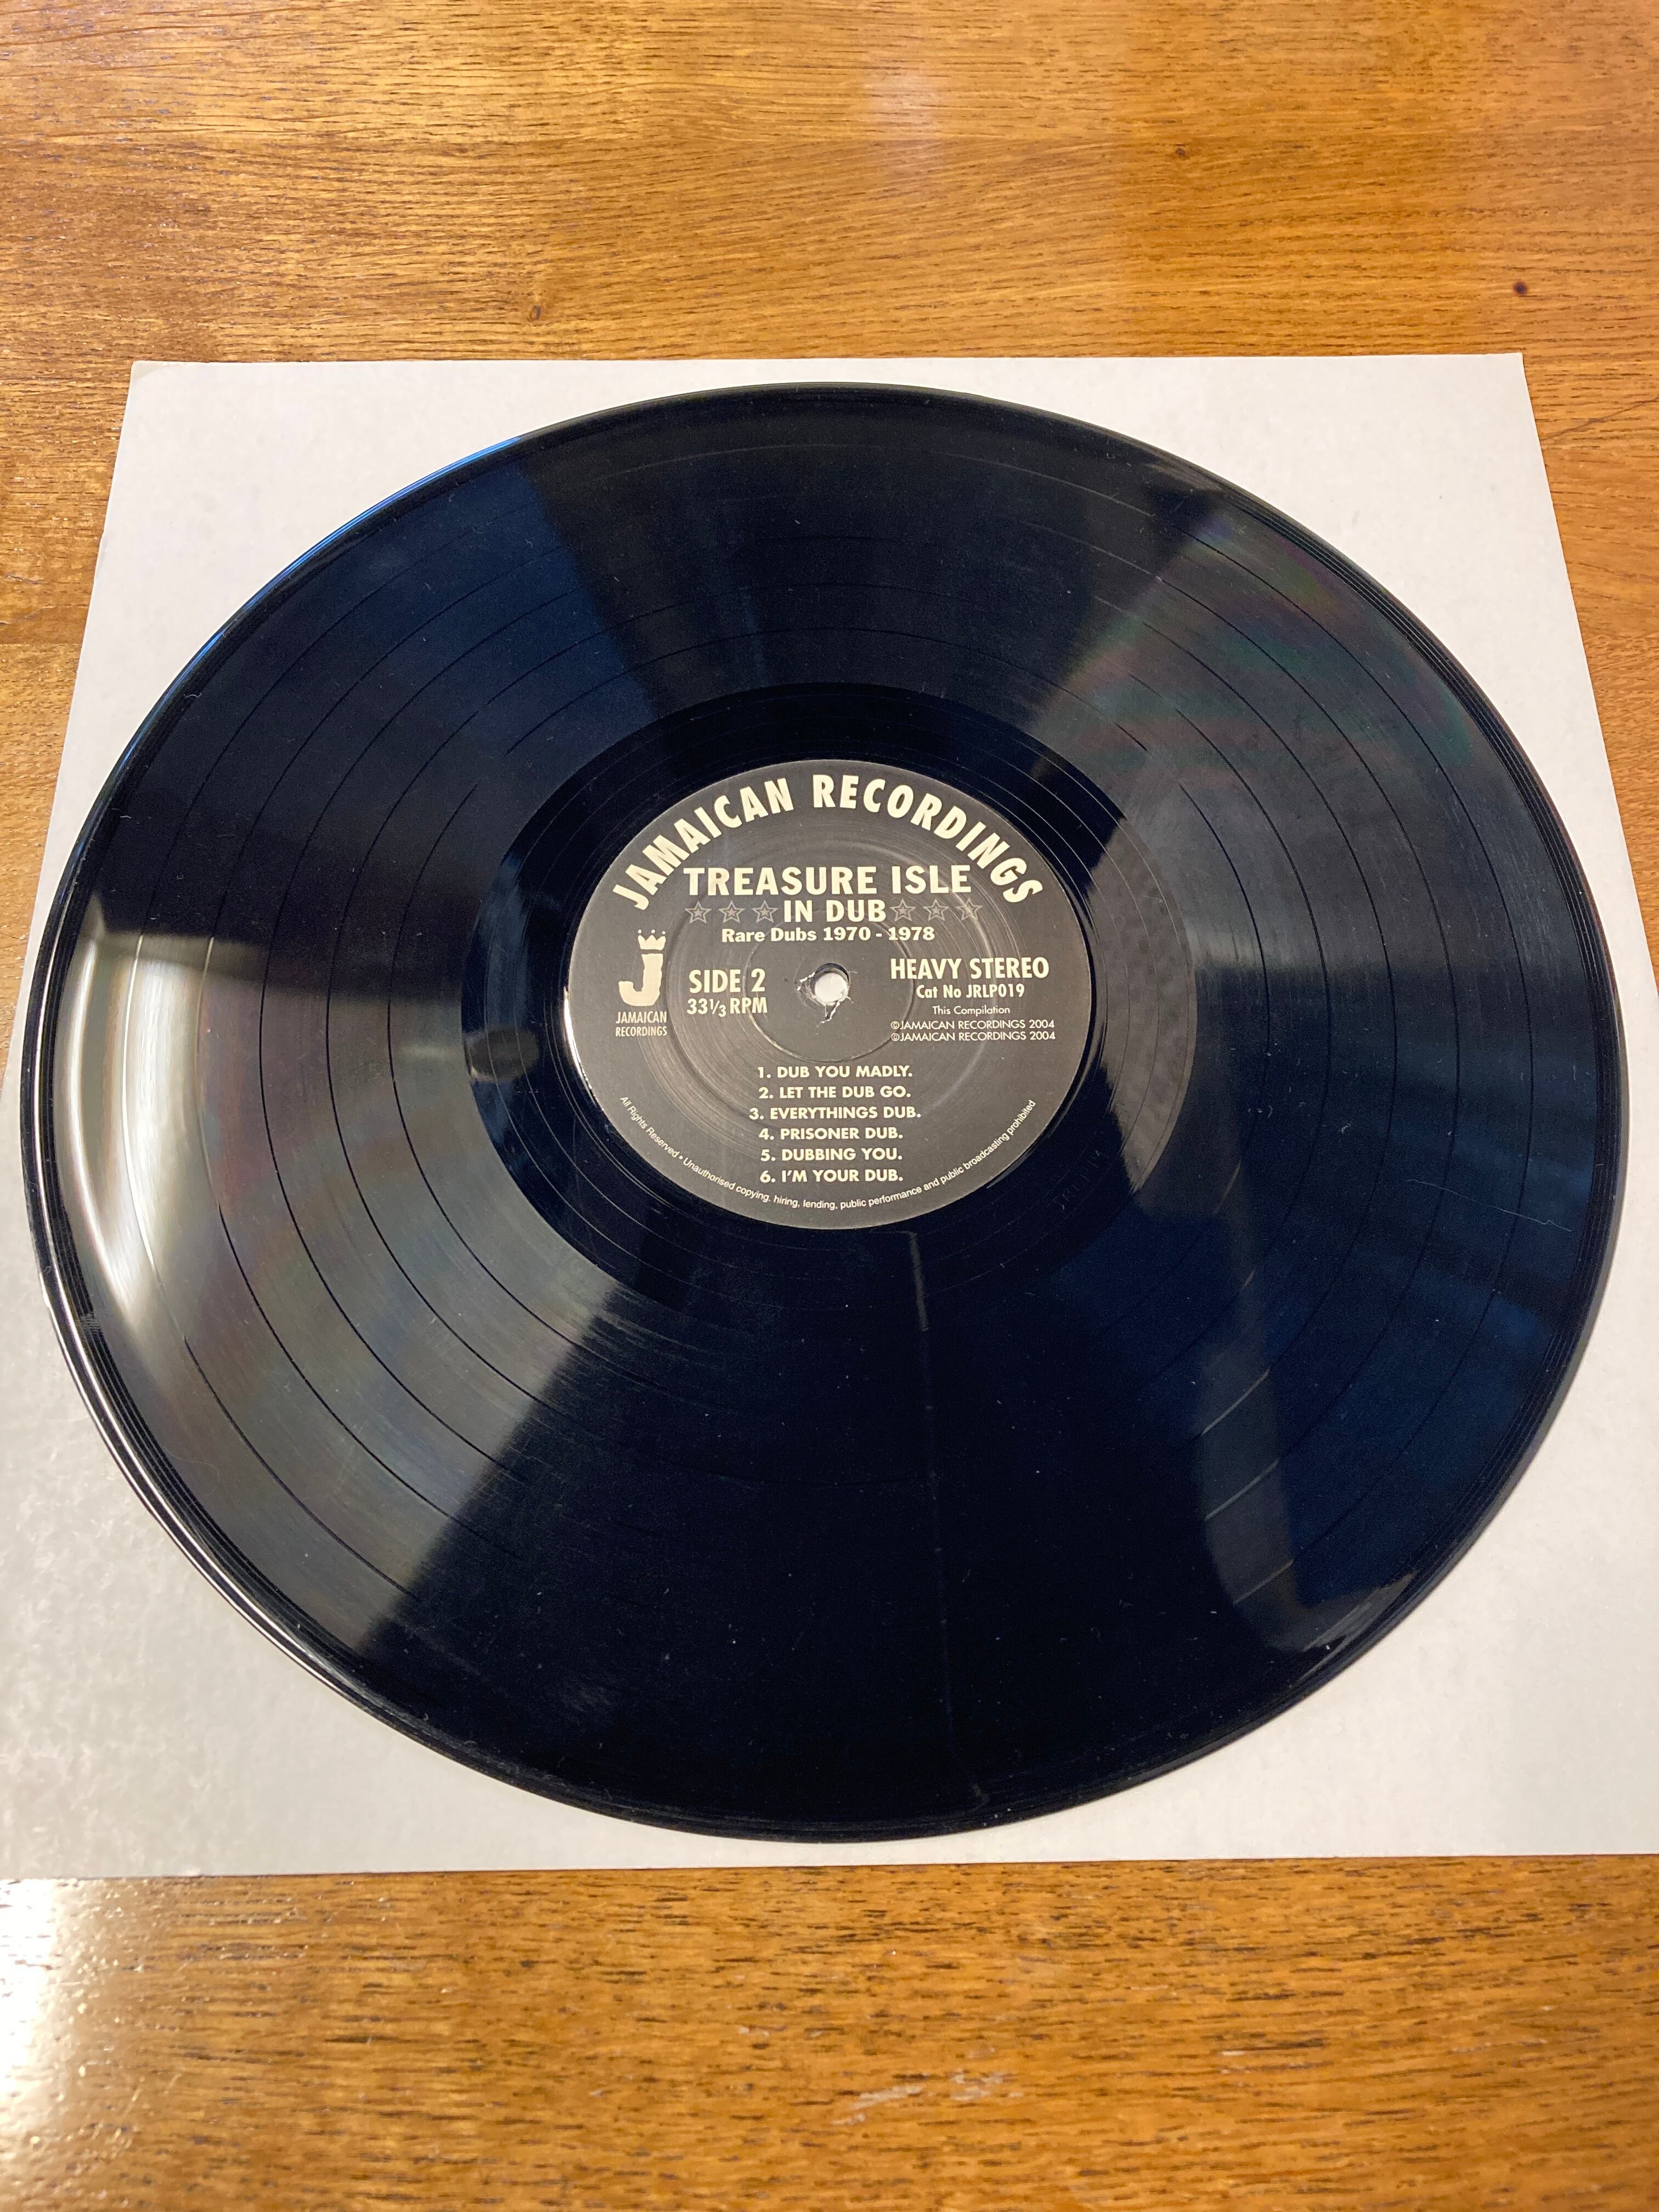 JAMAICAN RECORDINGS
TREASURE ISLE
IN DUB
Rare Dubs 1970 - 1978
J
JAMAICAN
RECORDINGS
SIDE 2
33 1/3 RPM
HEAVY STEREO
Cat No JRLP019
This Compilation
©JAMAICAN RECORDINGS 2004
©JAMAICAN RECORDINGS 2004
1. DUB YOU MADLY.
2. LET THE DUB GO.
3. EVERYTHINGS DUB.
4. PRISONER DUB.
5. DUBBING YOU.
6. I'M YOUR DUB.
All Rights Reserved • Unauthorised copying, hiring, lending, public performance and public broadcasting prohibited